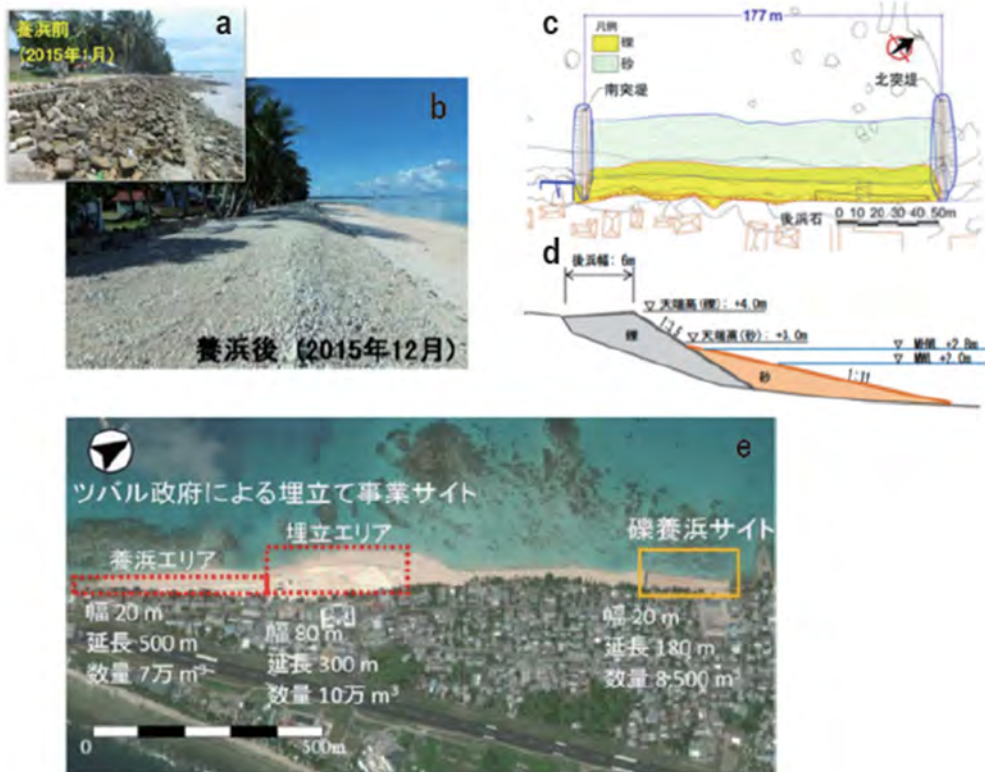 a
養浜前
(2015年1月)
b
養浜後 (2015年12月)
c
177 m
凡例
礫
砂
南突堤
北突堤
後浜石
0 10 20 30 40 50m
d
後浜幅: 6m
▽ 天端高(礫): +4.0m
▽ 天端高(砂): +3.0m
▽ +2.8m
▽ +2.0m
礫
砂
1:11
e
ツバル政府による埋立て事業サイト
養浜エリア
幅 20 m
延長 500 m
数量 7万 m³
埋立エリア
幅 80 m
延長 300 m
数量 10万 m³
礫養浜サイト
幅 20 m
延長 180 m
数量 8,500 m³
0 500m